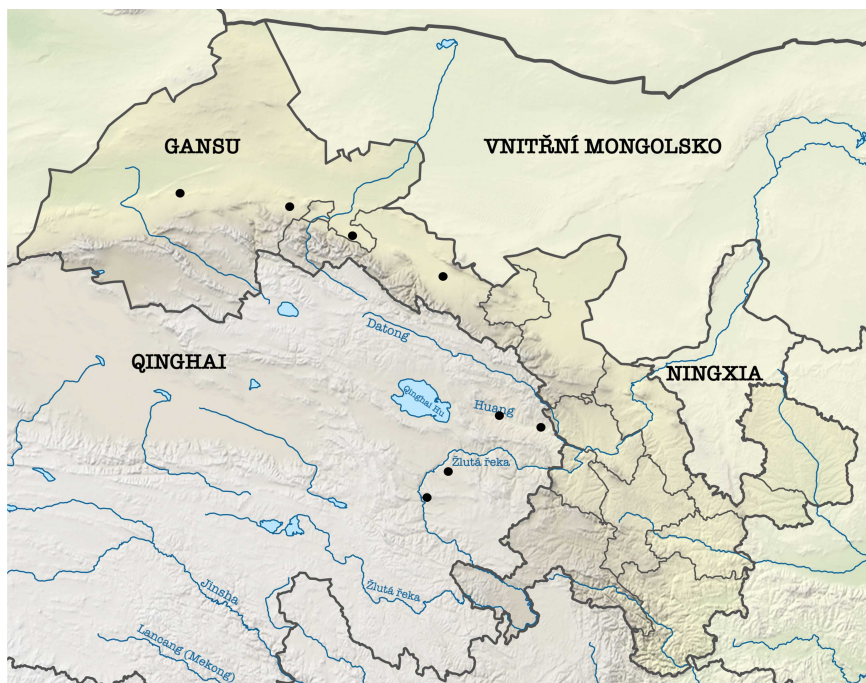 GANSU
VNITŘNÍ MONGOLSKO
Datong
QINGHAI
NINGXIA
Qinghai Hu
Huang
Žlutá řeka
Jinsha
Žlutá řeka
Lancang (Mekong)